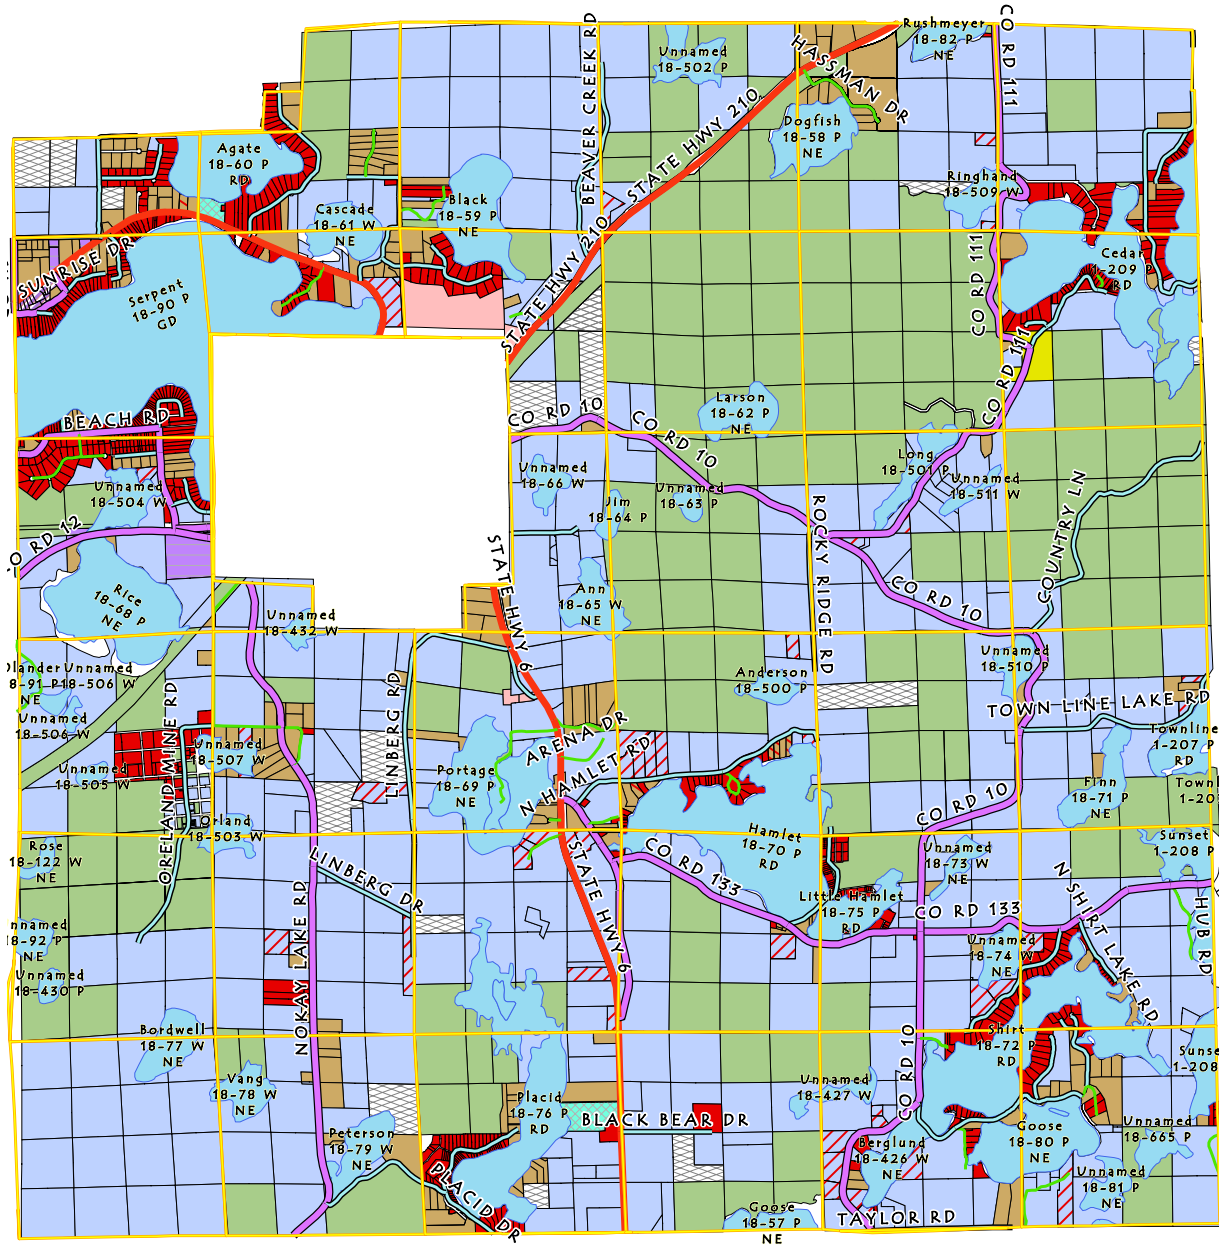 Rushmeyer
18-82 P
NE
CO RD 111
BEAVER CREEK RD
Unnamed
18-502 P
HASSMAN DR
STATE HWY 210
Dogfish
18-58 P
NE
Agate
18-60 P
RD
Cascade
18-61 W
NE
Black
18-59 P
NE
Ringhand
18-509 W
STATE HWY 210
CO RD 111
Cedar
1-209 P
RD
SUNRISE DR
Serpent
18-90 P
GD
CO RD 111
BEACH RD
CO RD 10
CO RD 10
Larson
18-62 P
NE
Unnamed
18-504 W
Unnamed
18-66 W
Jim
18-64 P
Unnamed
18-63 P
Long
18-501 P
Unnamed
18-511 W
COUNTRY LN
ROCKY RIDGE RD
CO RD 12
STATE HWY 6
Rice
18-68 P
NE
Ann
18-65 W
NE
CO RD 10
Unnamed
18-432 W
Unnamed
18-510 P
Olander
8-91 P
NE
Unnamed
18-506 W
Unnamed
18-506 W
Anderson
18-500 P
LINBERG RD
ORELAND MINE RD
TOWN LINE LAKE RD
Unnamed
18-507 W
Unnamed
18-505 W
ARENA DR
N HAMLET RD
Portage
18-69 P
NE
Townline
1-207 P
RD
Finn
18-71 P
NE
Town
1-20
CO RD 10
Orland
18-503 W
Hamlet
18-70 P
RD
Rose
18-122 W
NE
LINBERG DR
STATE HWY 6
CO RD 133
Unnamed
18-73 W
NE
Sunset
1-208 P
N SHIRT LAKE RD
Little Hamlet
18-75 P
RD
CO RD 133
HUB RD
nnamed
8-92 P
NE
Unnamed
18-430 P
NOKAY LAKE RD
Unnamed
18-74 W
NE
Bordwell
18-77 W
NE
Shirt
18-72 P
RD
CO RD 10
Sunse
1-208
Vang
18-78 W
NE
Unnamed
18-427 W
Placid
18-76 P
RD
BLACK BEAR DR
Peterson
18-79 W
NE
PLACID DR
Berglund
18-426 W
NE
Goose
18-80 P
NE
Unnamed
18-665 P
Unnamed
18-81 P
NE
Goose
18-57 P
NE
TAYLOR RD